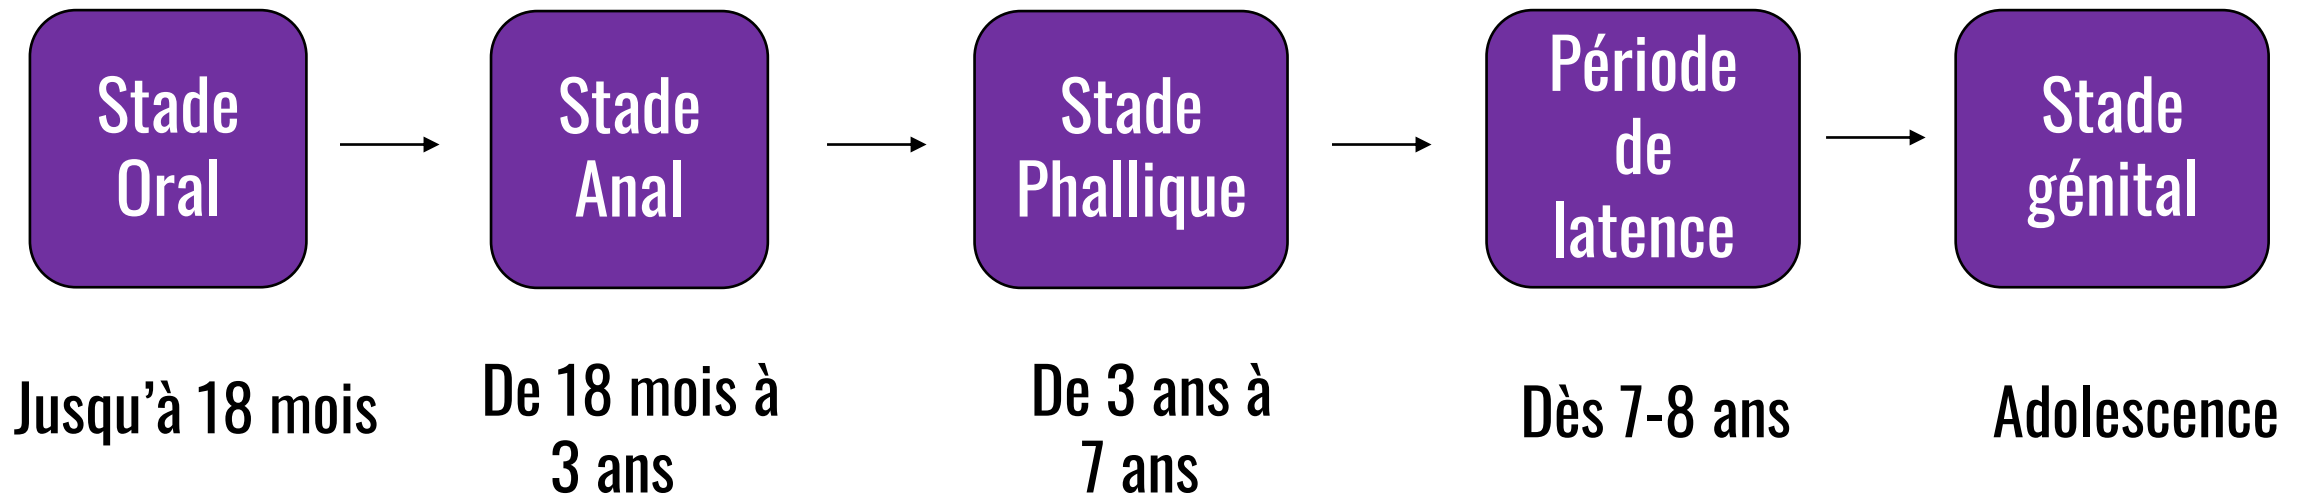 Stade
Oral
Stade
Anal
Stade
Phallique
Période
de
latence
Stade
génital
Jusqu’à 18 mois
De 18 mois à
3 ans
De 3 ans à
7 ans
Dès 7-8 ans
Adolescence